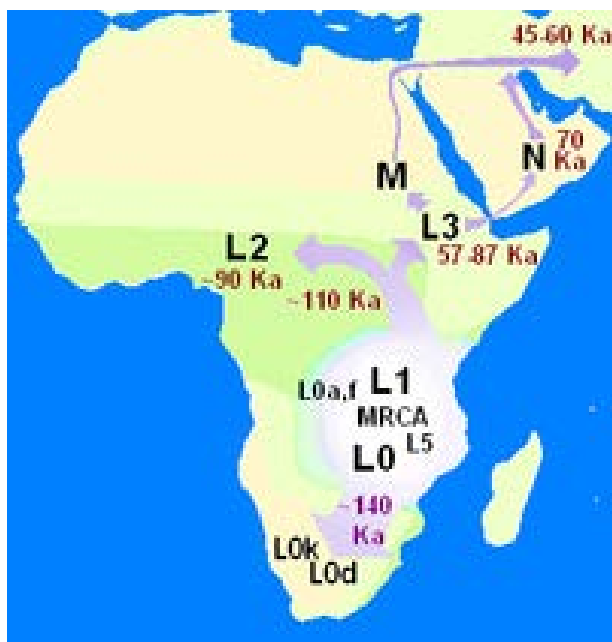 45-60 Ka
70
Ka
N
M
L3
57-87 Ka
L2
~90 Ka
~110 Ka
L0a,f
L1
MRCA
L0
L5
~140
Ka
L0k
L0d